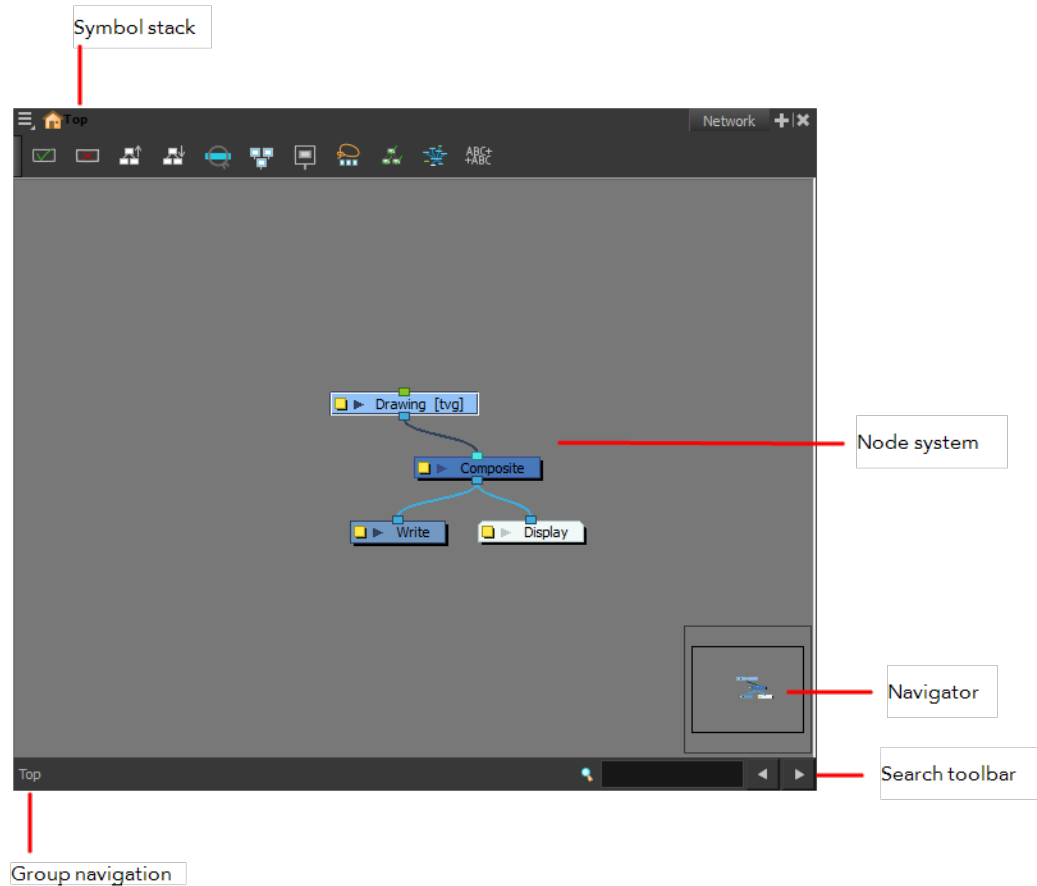 Symbol stack
Top
Network
ABC+
+ABC
Drawing [tvg]
Composite
Node system
Write
Display
Navigator
Top
Search toolbar
Group navigation